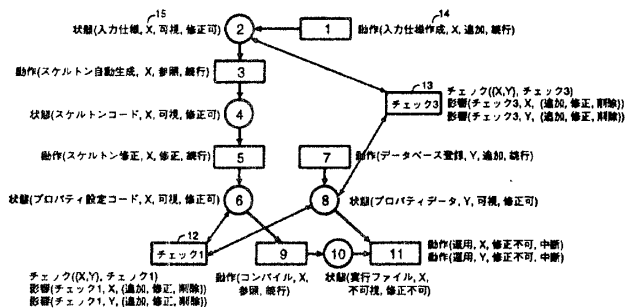 15
14
状態(入力仕様, X, 可視, 修正可)
2
1
動作(入力仕様作成, X, 追加, 続行)
動作(スケルトン自動生成, X, 参照, 続行)
3
13
チェック3
チェック({X,Y}, チェック3)
影響(チェック3, X, (追加, 修正, 削除))
影響(チェック3, Y, (追加, 修正, 削除))
状態(スケルトンコード, X, 可視, 修正可)
4
動作(スケルトン修正, X, 修正, 続行)
5
7
動作(データベース登録, Y, 追加, 続行)
状態(プロパティ設定コード, X, 可視, 修正可)
6
8
状態(プロパティデータ, Y, 可視, 修正可)
12
チェック1
9
10
11
動作(運用, X, 修正不可, 中断)
動作(運用, Y, 修正不可, 中断)
チェック({X,Y}, チェック1)
影響(チェック1, X, (追加, 修正, 削除))
影響(チェック1, Y, (追加, 修正, 削除))
動作(コンパイル, X,
参照, 続行)
状態(実行ファイル, X,
不可視, 修正不可)